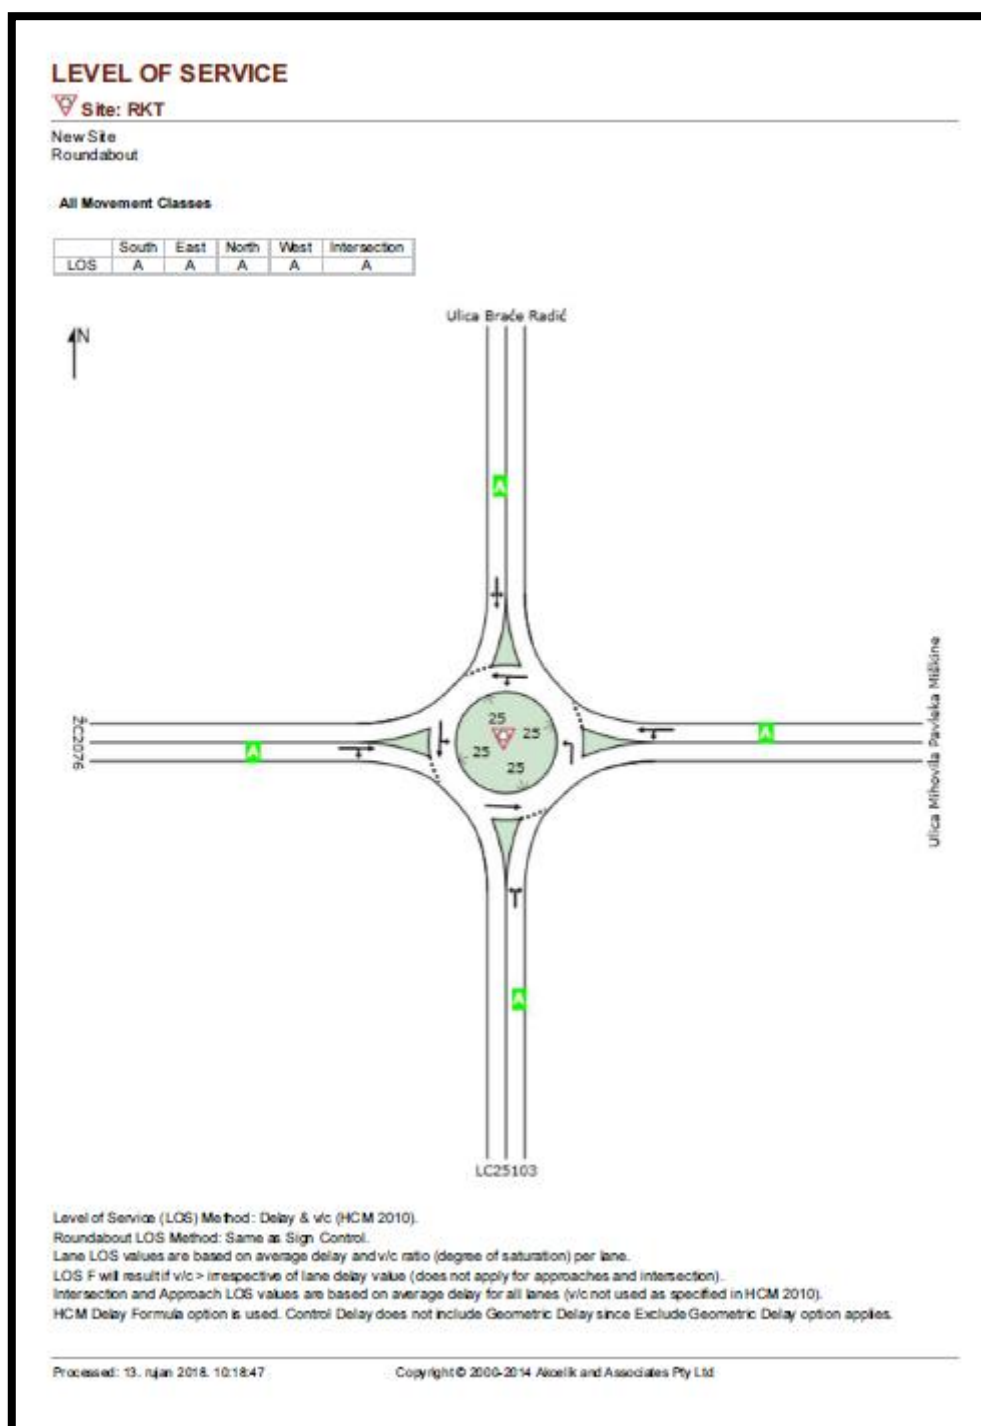 LEVEL OF SERVICE
Site: RKT
New Site
Roundabout
All Movement Classes
South East North West Intersection
LOS A A A A A
Ulica Braće Radić
N
A
25
25
25
25
ŽC2076
A
A
Ulica Mihovila Pavleka Miškine
A
LC25103
Level of Service (LOS) Method: Delay & v/c (HCM 2010).
Roundabout LOS Method: Same as Sign Control.
Lane LOS values are based on average delay and v/c ratio (degree of saturation) per lane.
LOS F will result if v/c > irrespective of lane delay value (does not apply for approaches and intersection).
Intersection and Approach LOS values are based on average delay for all lanes (v/c not used as specified in HCM 2010).
HCM Delay Formula option is used. Control Delay does not include Geometric Delay since Exclude Geometric Delay option applies.
Processed: 13. rujan 2018. 10:18:47 Copyright © 2000-2014 Akcelik and Associates Pty Ltd